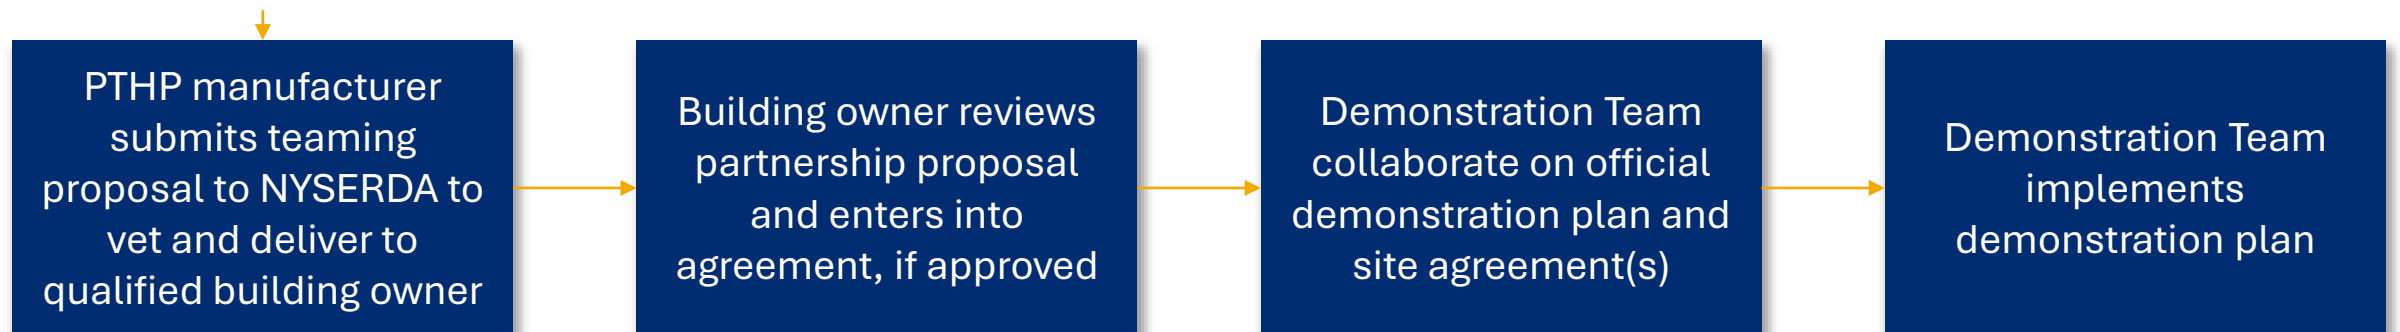 PTHP manufacturer
submits teaming
proposal to NYSERDA to
vet and deliver to
qualified building owner
Building owner reviews
partnership proposal
and enters into
agreement, if approved
Demonstration Team
collaborate on official
demonstration plan and
site agreement(s)
Demonstration Team
implements
demonstration plan